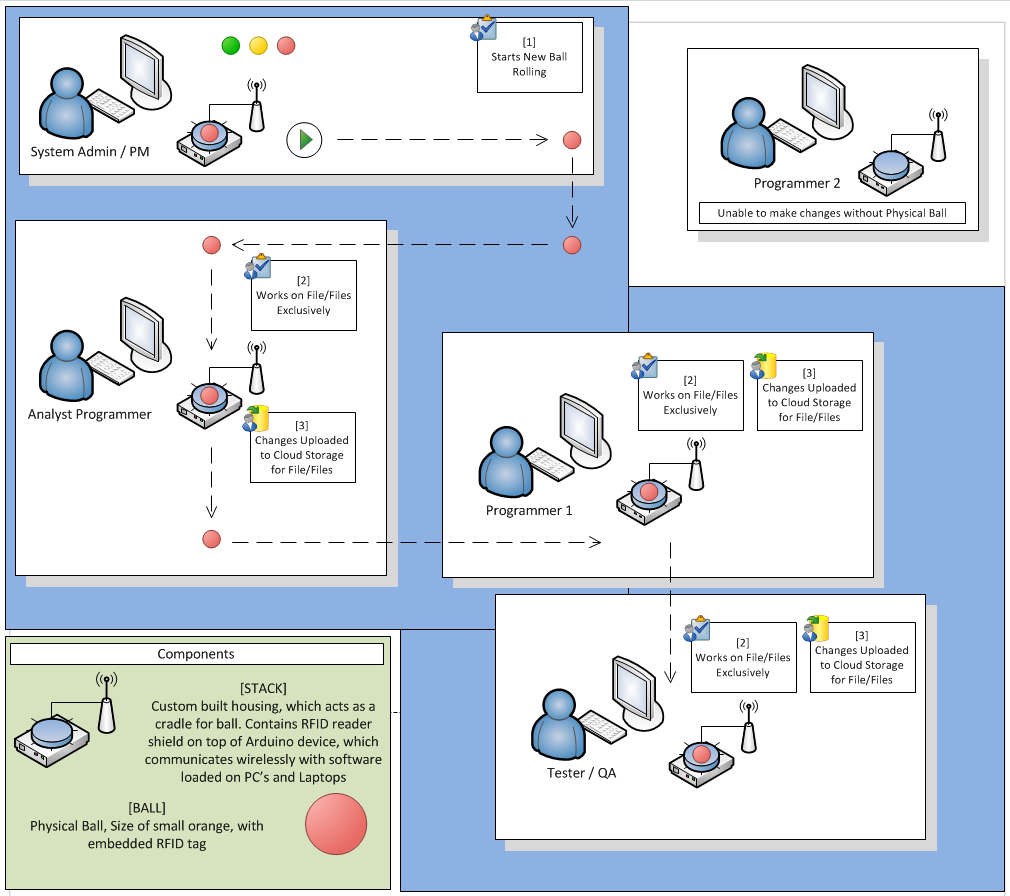 [1]
Starts New Ball
Rolling
System Admin / PM
Programmer 2
Unable to make changes without Physical Ball
[2]
Works on File/Files
Exclusively
Analyst Programmer
[3]
Changes Uploaded
to Cloud Storage
for File/Files
[2]
Works on File/Files
Exclusively
[3]
Changes Uploaded
to Cloud Storage
for File/Files
Programmer 1
[2]
Works on File/Files
Exclusively
[3]
Changes Uploaded
to Cloud Storage
for File/Files
Tester / QA
Components
[STACK]
Custom built housing, which acts as a
cradle for ball. Contains RFID reader
shield on top of Arduino device, which
communicates wirelessly with software
loaded on PC's and Laptops
[BALL]
Physical Ball, Size of small orange, with
embedded RFID tag